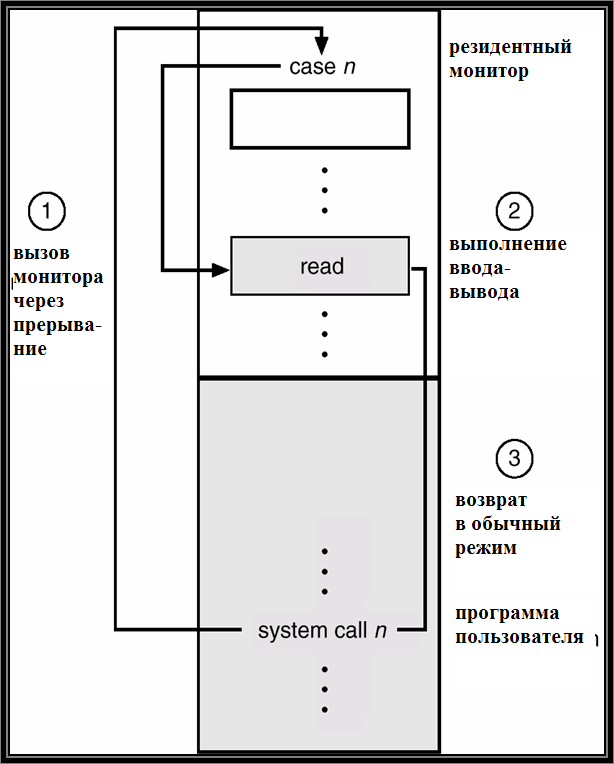 резидентный
монитор
case n
1
вызов
монитора
через
прерыва-
ние
2
выполнение
ввода-
вывода
read
3
возврат
в обычный
режим
system call n
программа
пользователя